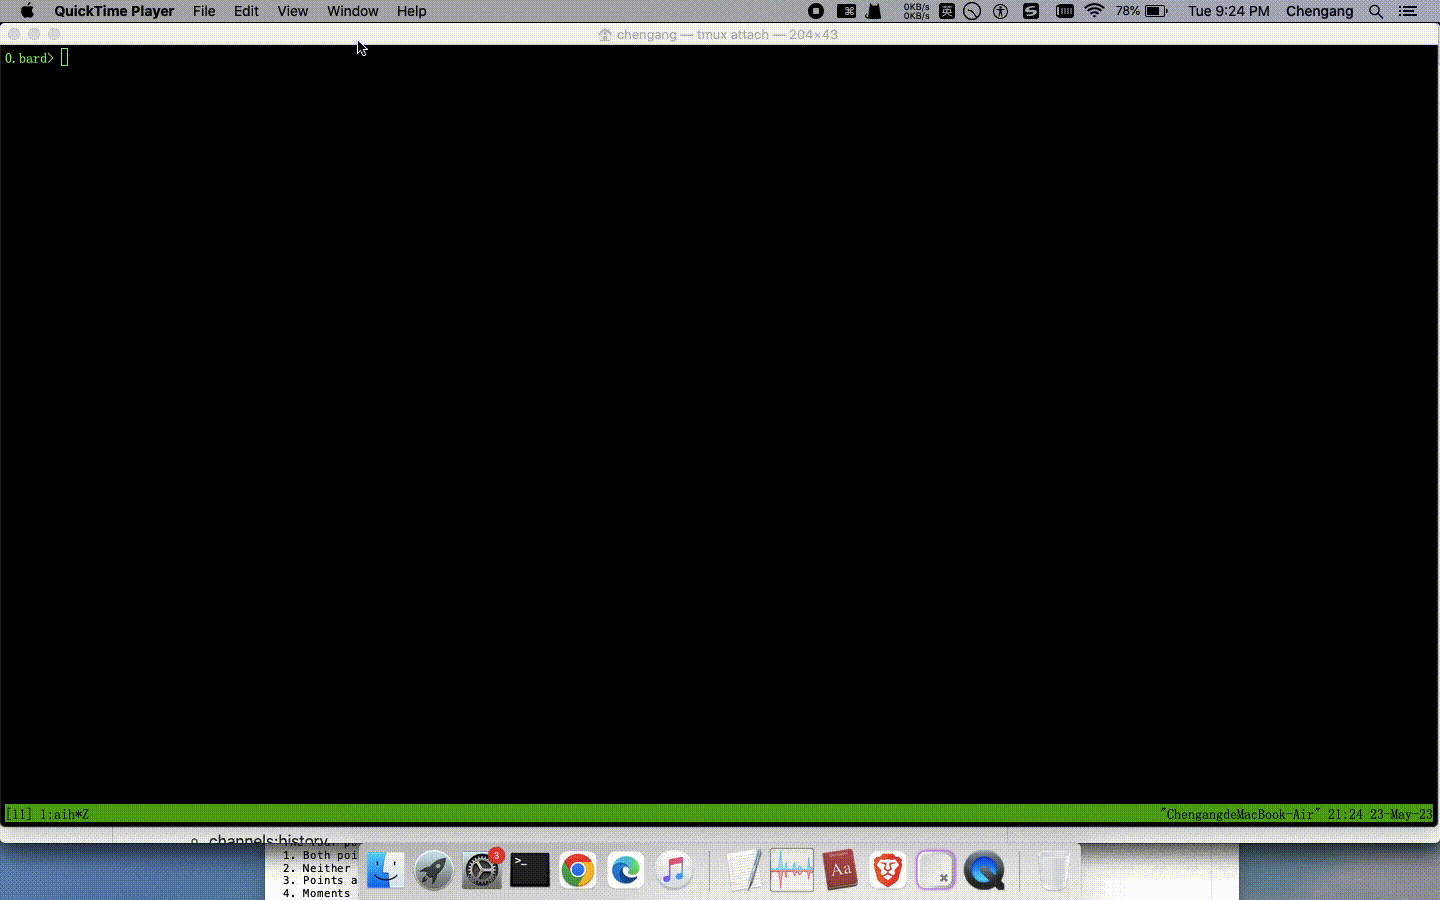 QuickTime Player File Edit View Window Help 0KB/s 0KB/s 英 78% Tue 9:24 PM Chengang
chengang — tmux attach — 204×43
0.bard>
[11] 1:aih*Z "ChengangdeMacBook-Air" 21:24 23-May-23
channels:history
1. Both poi
2. Neither
3. Points a
4. Moments
3
>_
Aa